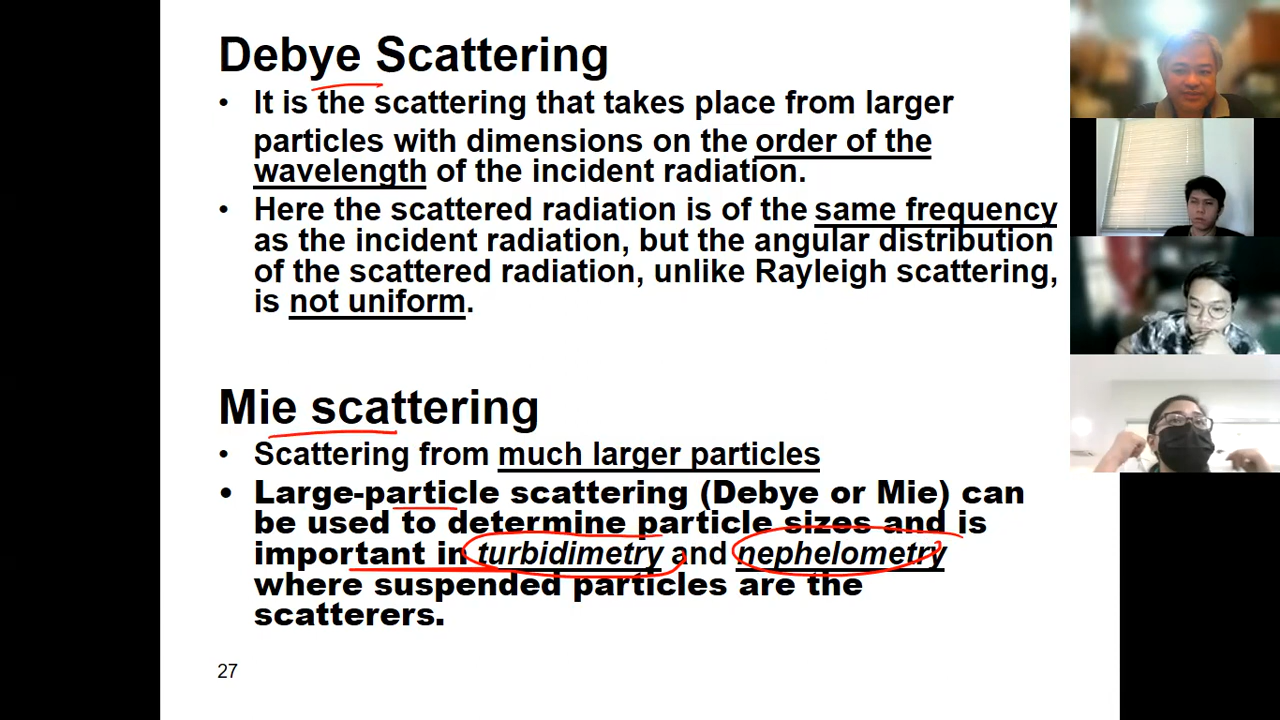 Debye Scattering
• It is the scattering that takes place from larger
particles with dimensions on the order of the
wavelength of the incident radiation.
• Here the scattered radiation is of the same frequency
as the incident radiation, but the angular distribution
of the scattered radiation, unlike Rayleigh scattering,
is not uniform.
Mie scattering
• Scattering from much larger particles
• Large-particle scattering (Debye or Mie) can
be used to determine particle sizes and is
important in turbidimetry and nephelometry
where suspended particles are the
scatterers.
27